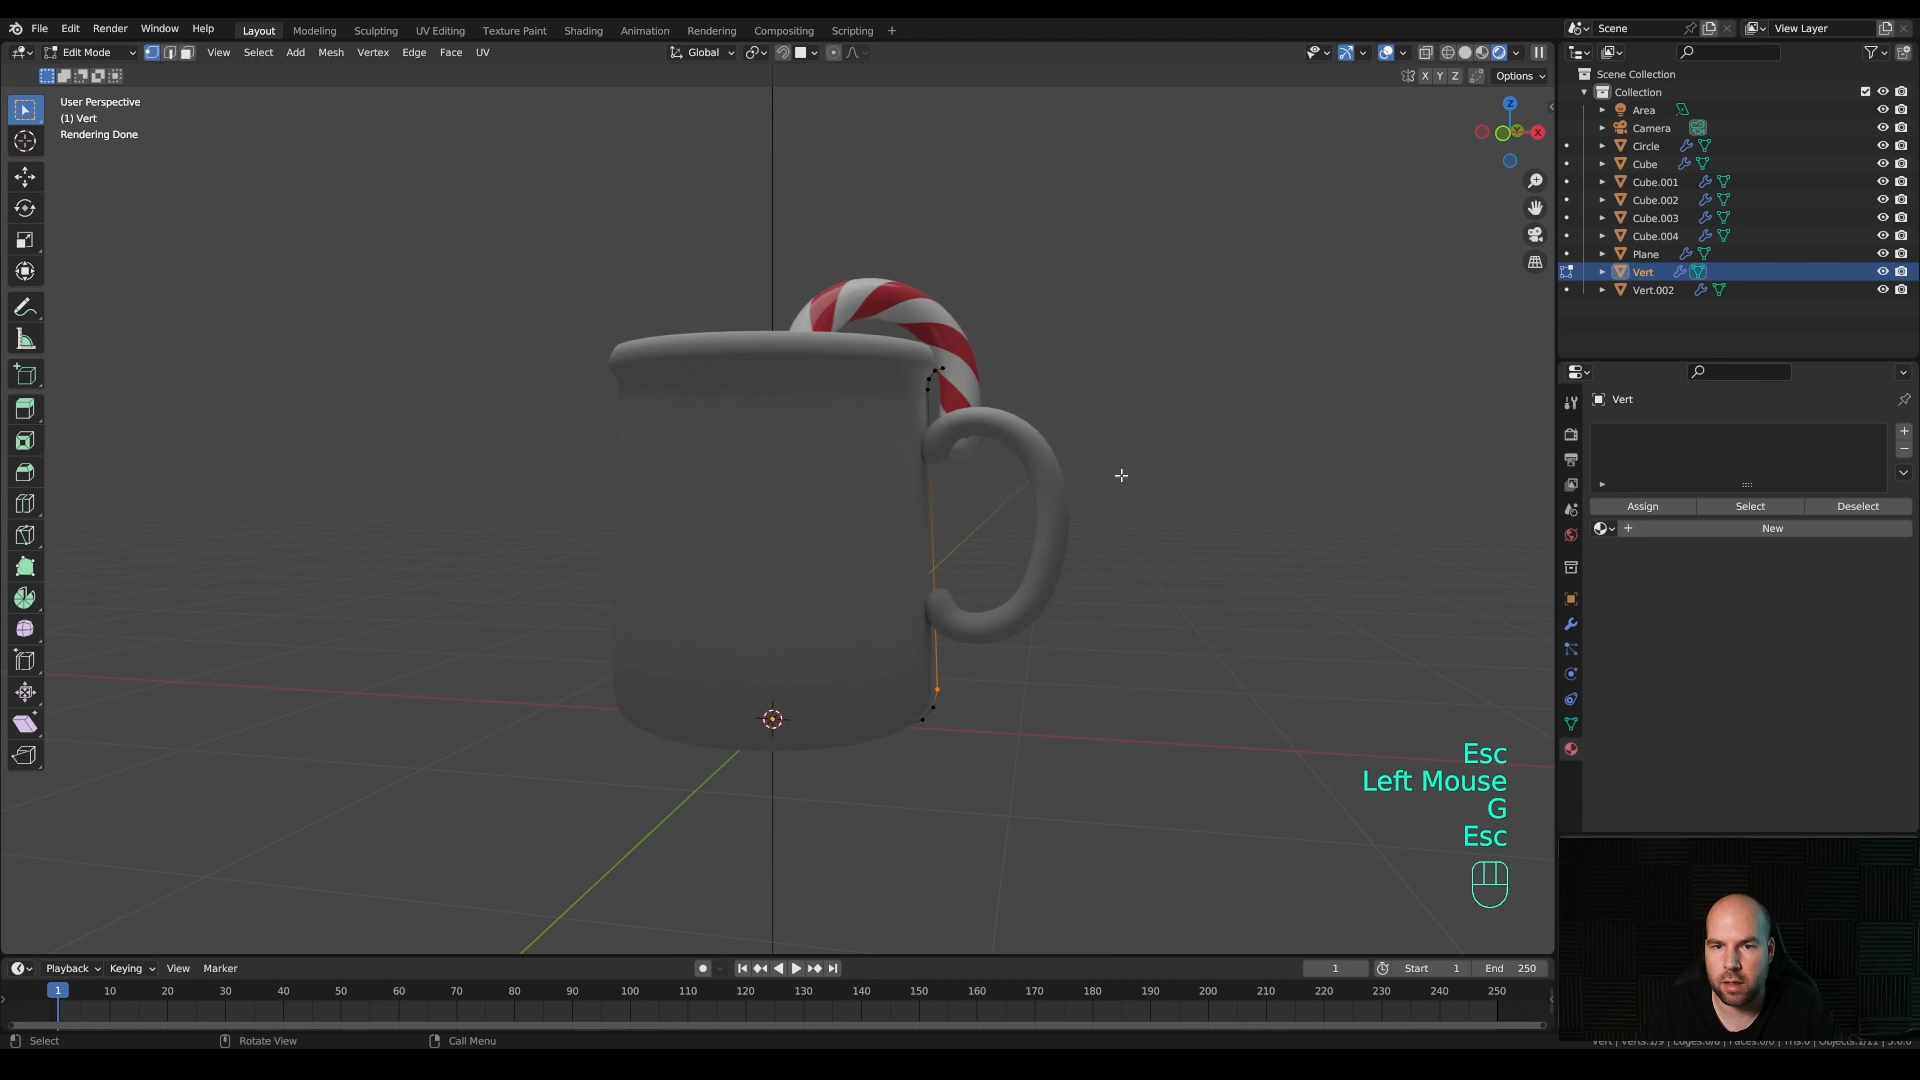 File Edit Render Window Help Layout Modeling Sculpting UV Editing Texture Paint Shading Animation Rendering Compositing Scripting + Scene View Layer
Edit Mode View Select Add Mesh Vertex Edge Face UV Global
X Y Z Options
User Perspective
(1) Vert
Rendering Done
Z
X
Scene Collection
Collection
Area
Camera
Circle
Cube
Cube.001
Cube.002
Cube.003
Cube.004
Plane
Vert
Vert.002
Vert
Assign Select Deselect
New
Esc
Left Mouse
G
Esc
Playback Keying View Marker 1 Start 1 End 250
1 10 20 30 40 50 60 70 80 90 100 110 120 130 140 150 160 170 180 190 200 210 220 230 240 250
Select Rotate View Call Menu